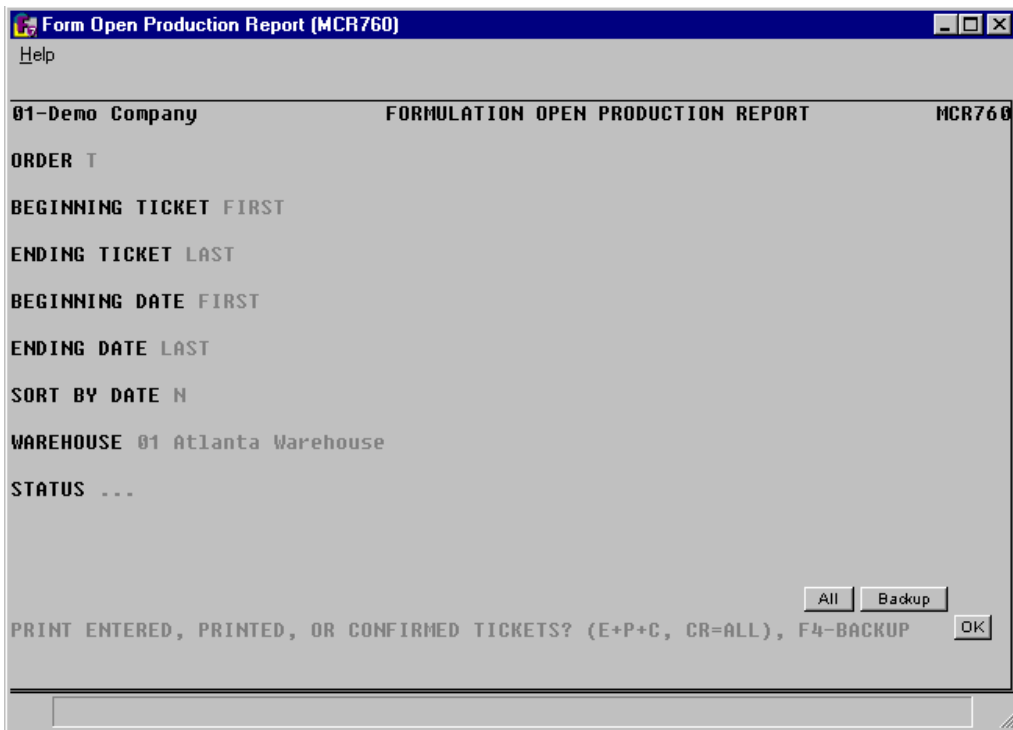 Form Open Production Report (MCR760)
Help
01-Demo Company FORMULATION OPEN PRODUCTION REPORT MCR760
ORDER T
BEGINNING TICKET FIRST
ENDING TICKET LAST
BEGINNING DATE FIRST
ENDING DATE LAST
SORT BY DATE N
WAREHOUSE 01 Atlanta Warehouse
STATUS ...
All Backup
PRINT ENTERED, PRINTED, OR CONFIRMED TICKETS? (E+P+C, CR=ALL), F4-BACKUP OK